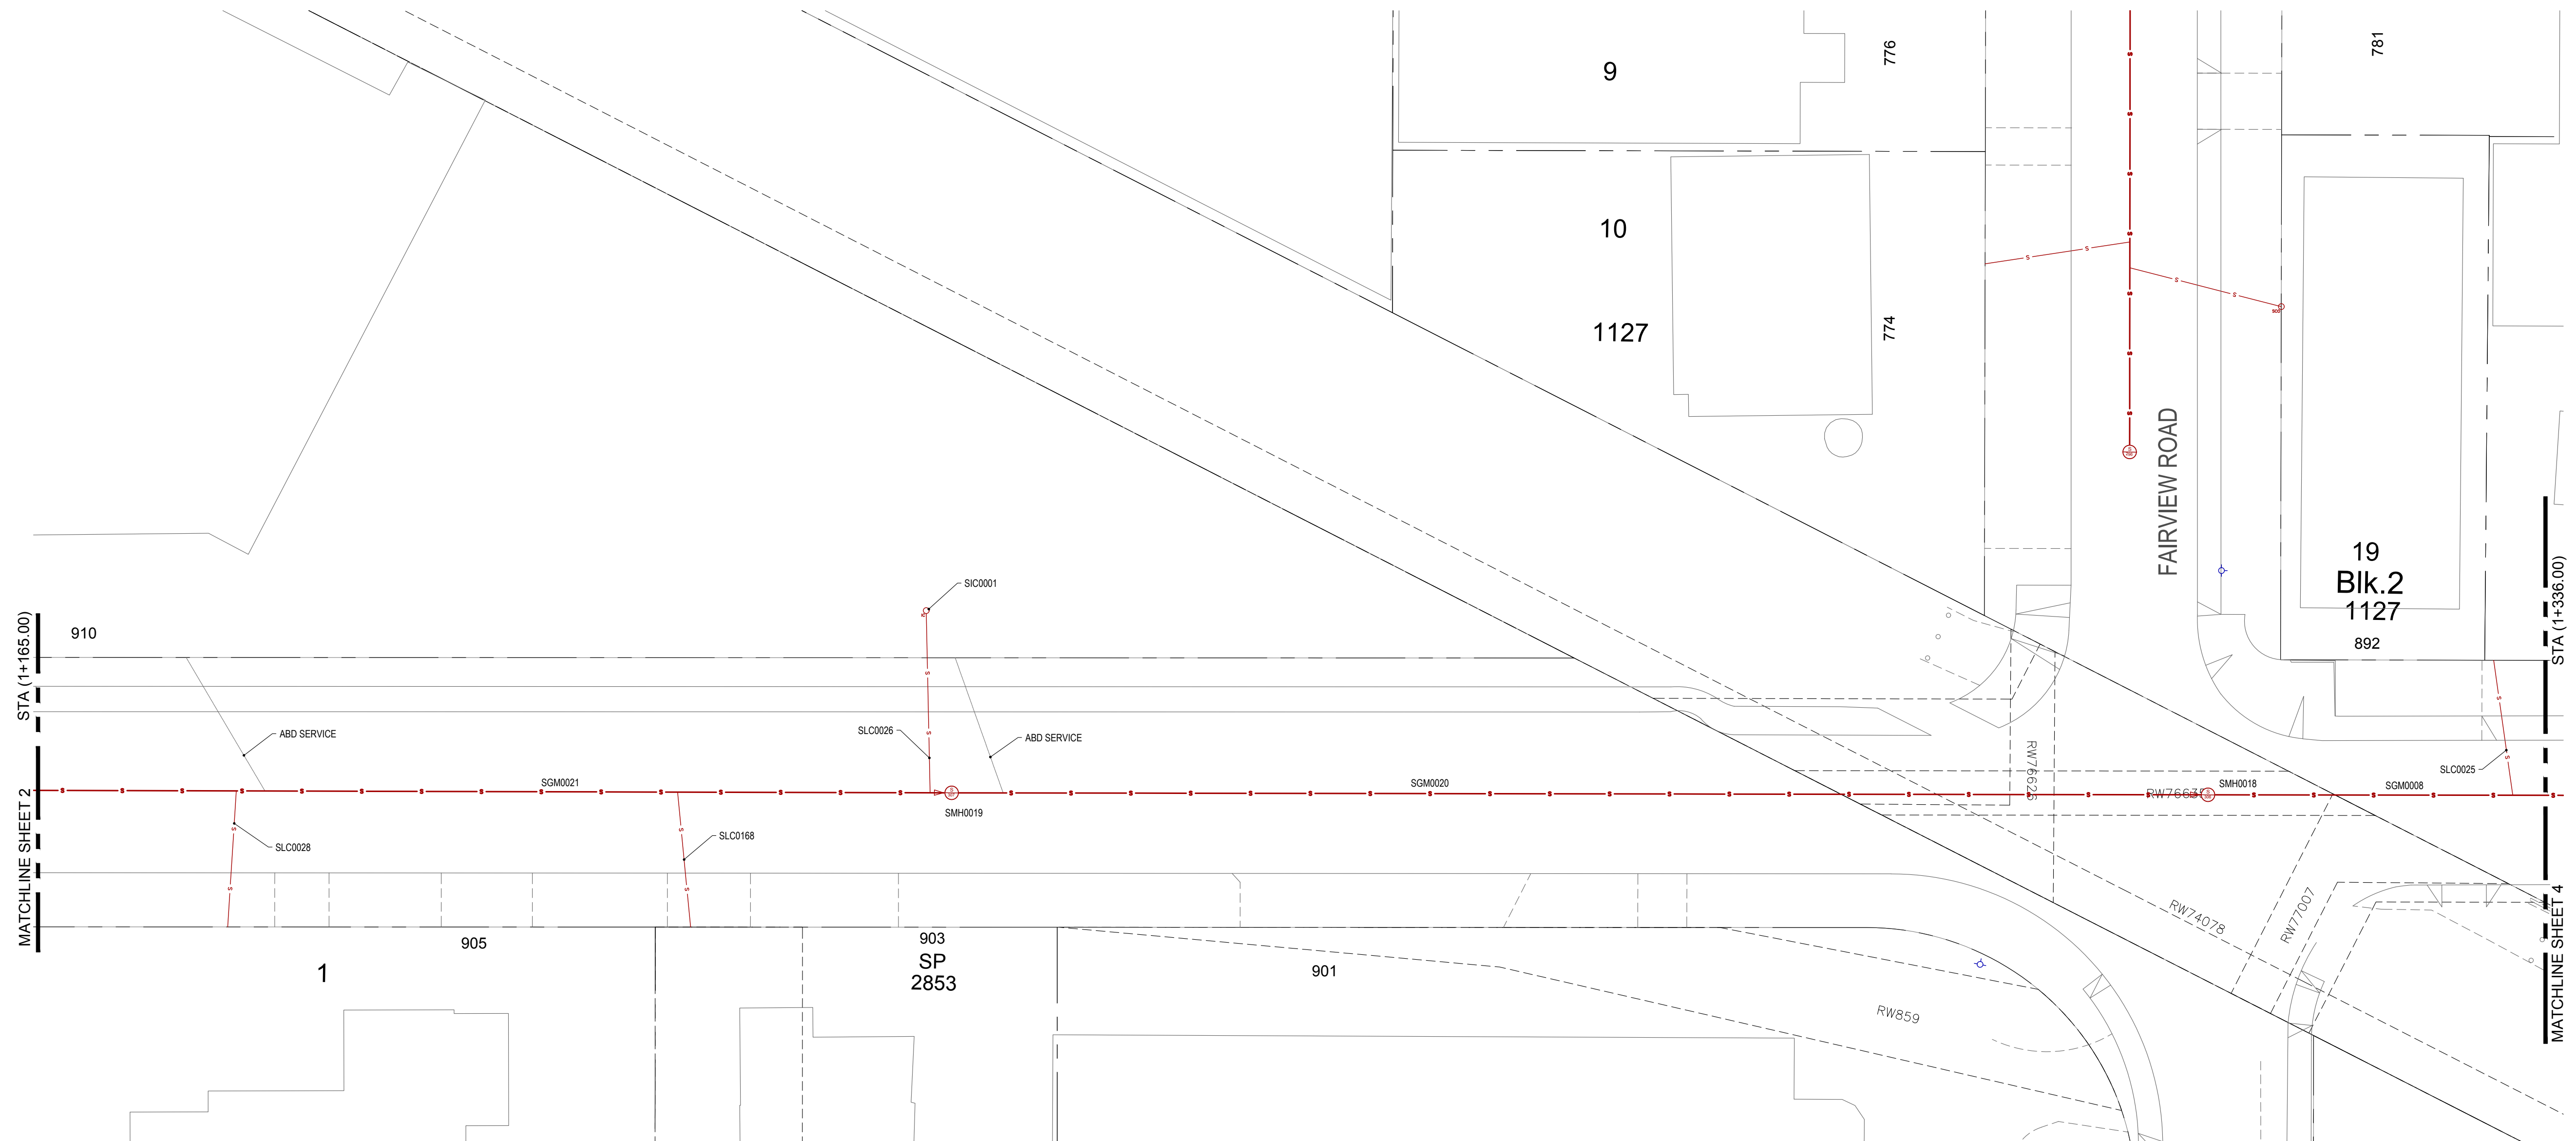 9
776
781
10
1127
774
FAIRVIEW ROAD
19
Blk.2
1127
892
SCO
SIC0001
910
STA (1+165.00)
MATCHLINE SHEET 2
STA (1+336.00)
MATCHLINE SHEET 4
ABD SERVICE
SLC0026
ABD SERVICE
SGM0021
SMH0019
SGM0020
RW76626
SMH0018
SGM0008
SLC0025
SLC0028
SLC0168
905
1
903
SP
2853
901
RW859
RW74078
RW77007